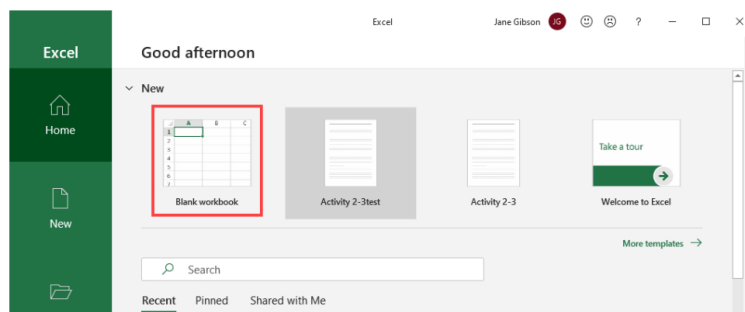 Excel
Jane Gibson JG ?
Excel
Good afternoon
New
Home
A B C
1
2
3
4
5
6
7
Take a tour
Blank workbook
Activity 2-3test
Activity 2-3
Welcome to Excel
New
More templates
Search
Recent Pinned Shared with Me